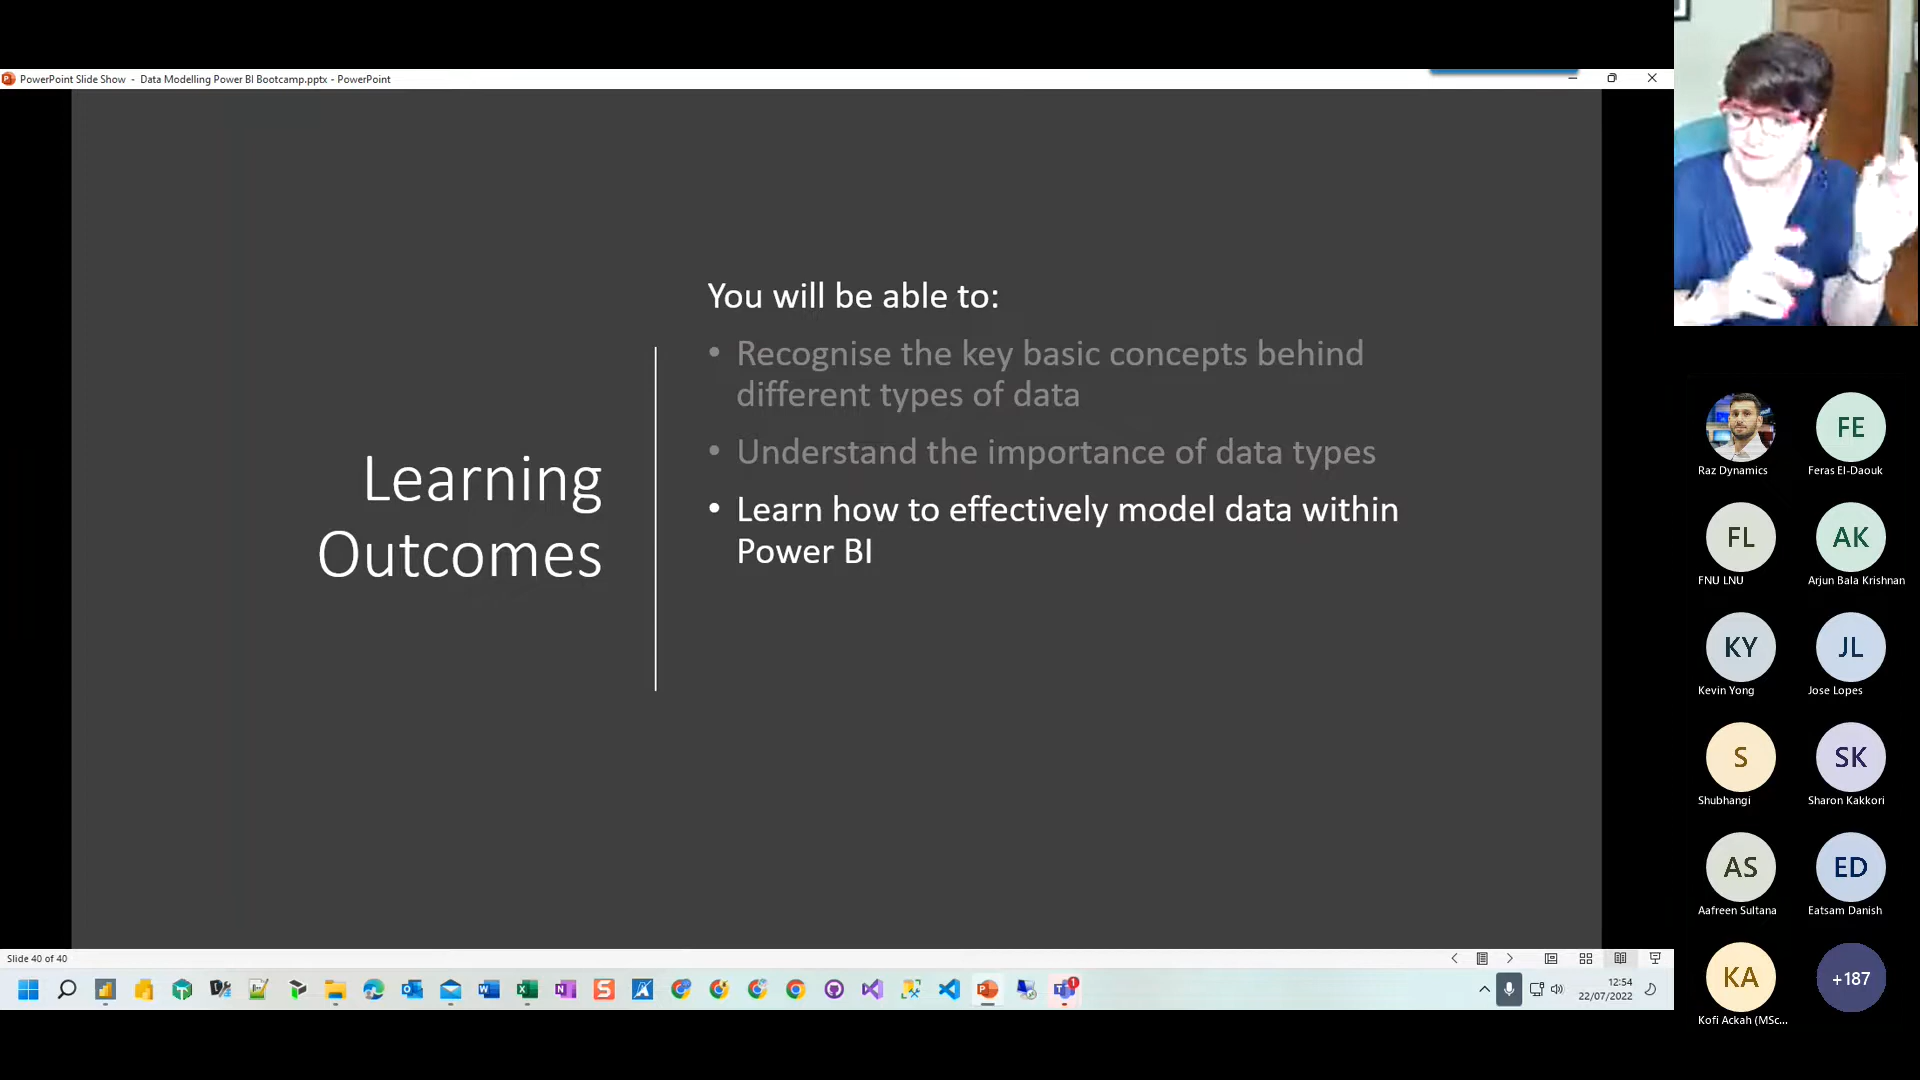 PowerPoint Slide Show - Data Modelling Power BI Bootcamp.pptx - PowerPoint
Learning
Outcomes
You will be able to:
• Recognise the key basic concepts behind
different types of data
• Understand the importance of data types
• Learn how to effectively model data within
Power BI
Raz Dynamics
FE
Feras El-Daouk
FL
FNU LNU
AK
Arjun Bala Krishnan
KY
Kevin Yong
JL
Jose Lopes
S
Shubhangi
SK
Sharon Kakkori
AS
Aafreen Sultana
ED
Eatsam Danish
KA
Kofi Ackah (MSc...
+187
Slide 40 of 40
12:54
22/07/2022